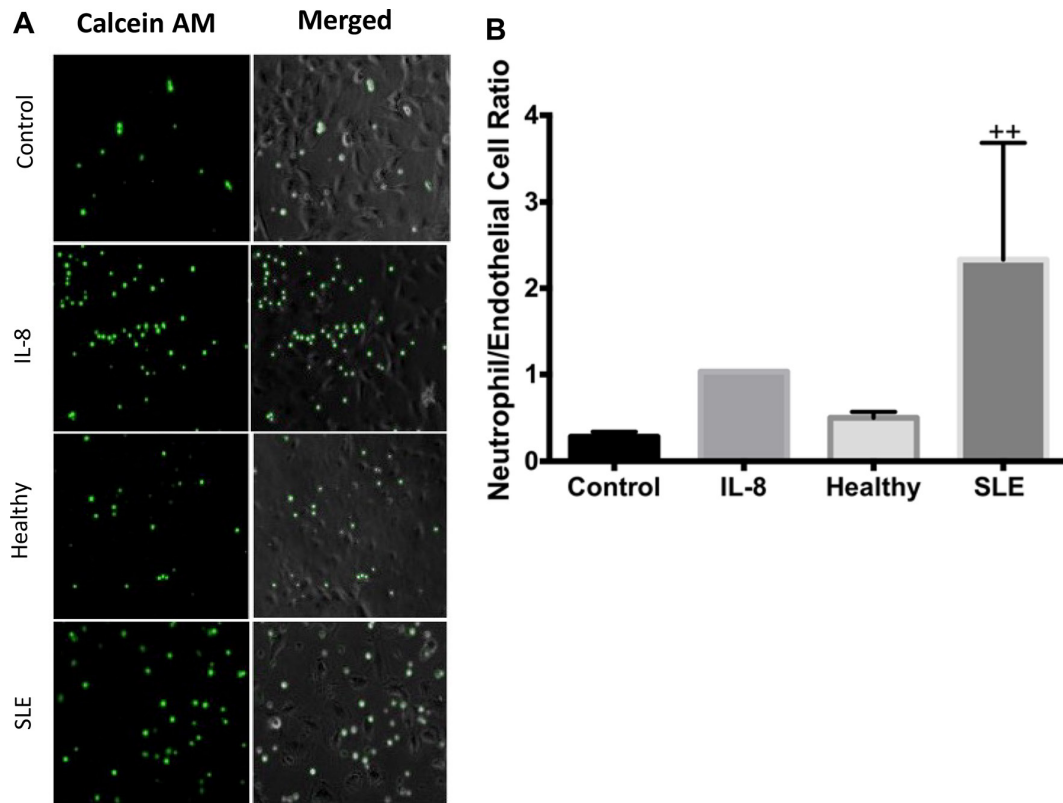 A
Calcein AM
Merged
Control
IL-8
Healthy
SLE
B
Neutrophil/Endothelial Cell Ratio
4
3
2
1
0
++
Control
IL-8
Healthy
SLE